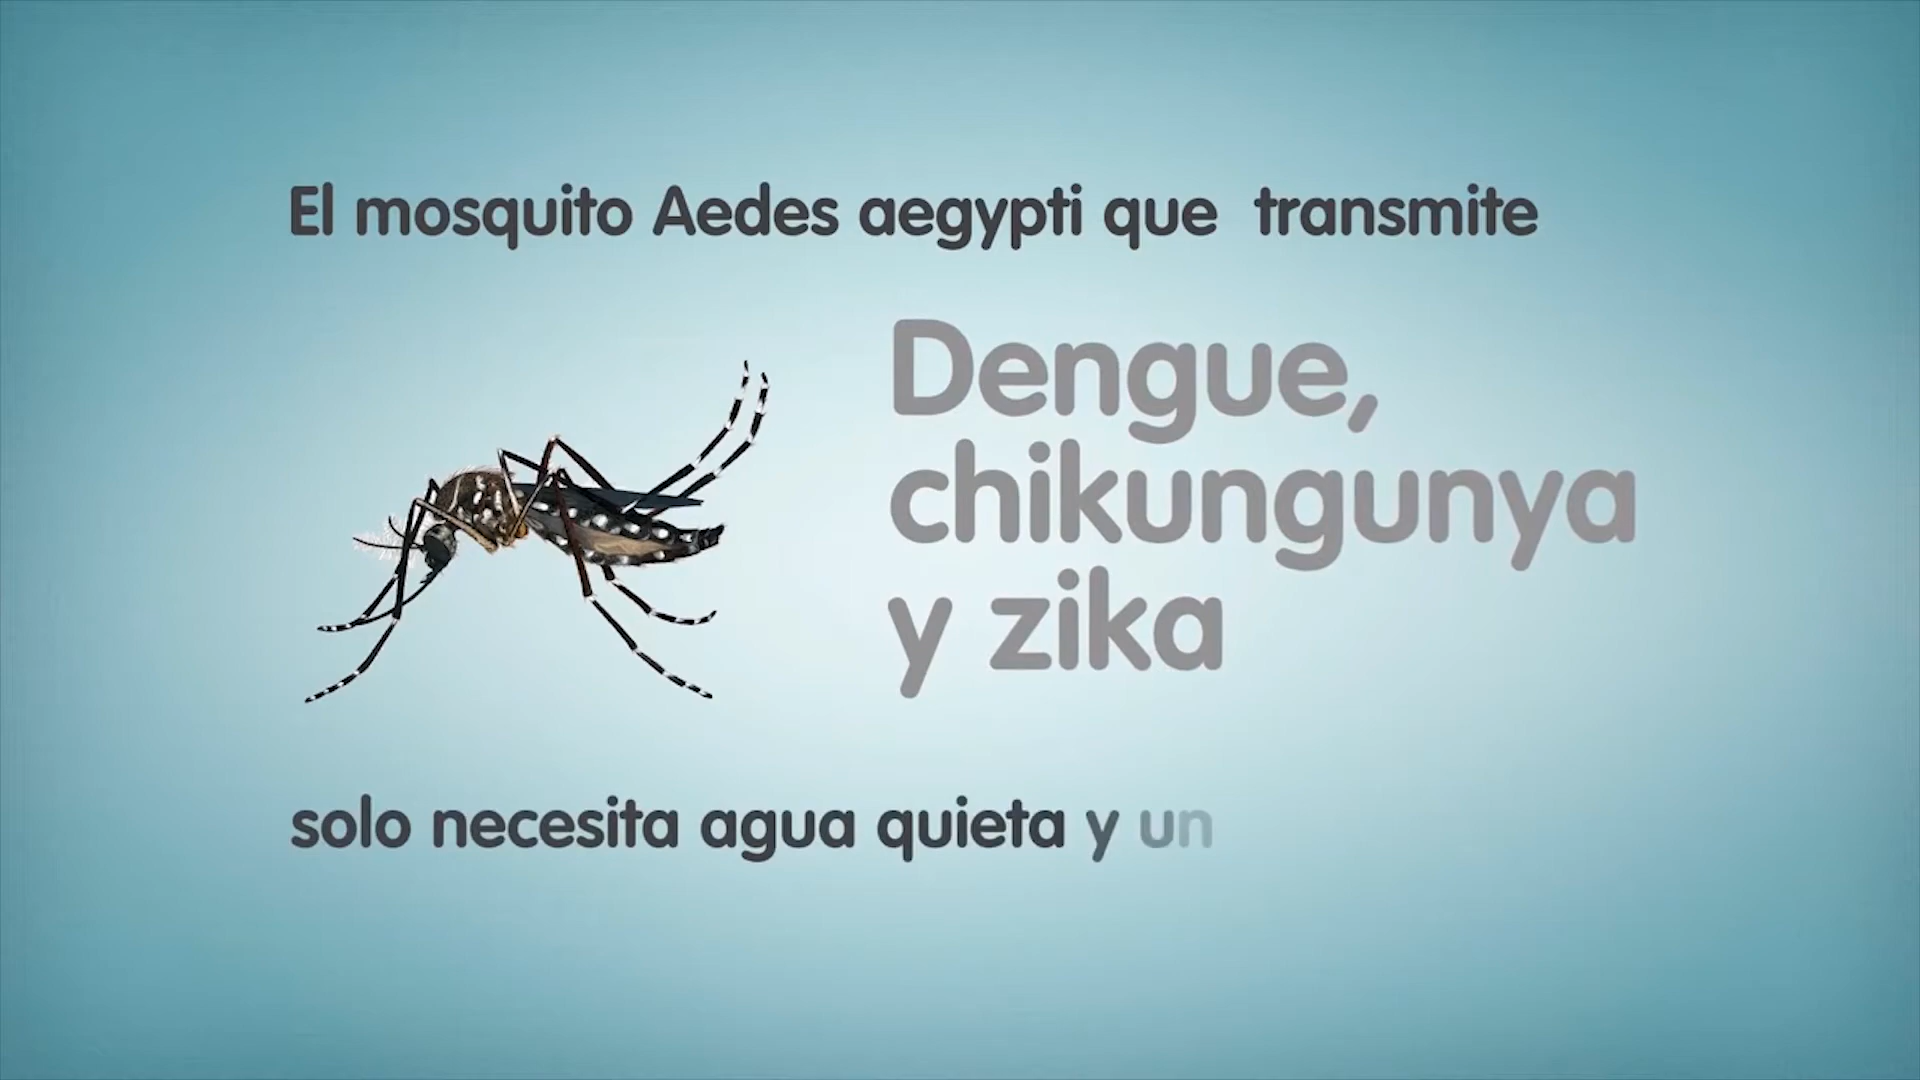 El mosquito Aedes aegypti que transmite
Dengue,
chikungunya
y zika
solo necesita agua quieta y un